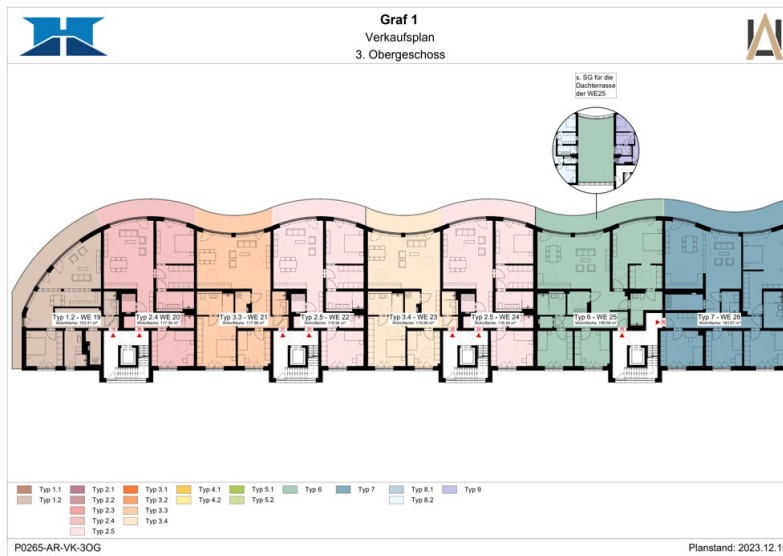 Graf 1
Verkaufsplan
3. Obergeschoss
s. SG für die
Dachterrasse
der WE25
Typ 1.2 - WE 19
Typ 2.4 WE 20
Typ 3.3 - WE 21
Typ 2.5 - WE 22
Typ 3.4 - WE 23
Typ 2.5 - WE 24
Typ 6 - WE 25
Typ 7 - WE 26
Typ 1.1
Typ 1.2
Typ 2.1
Typ 2.2
Typ 2.3
Typ 2.4
Typ 2.5
Typ 3.1
Typ 3.2
Typ 3.3
Typ 3.4
Typ 4.1
Typ 4.2
Typ 5.1
Typ 5.2
Typ 6
Typ 7
Typ 8.1
Typ 8.2
Typ 9
P0265-AR-VK-3OG
Planstand: 2023.12.1